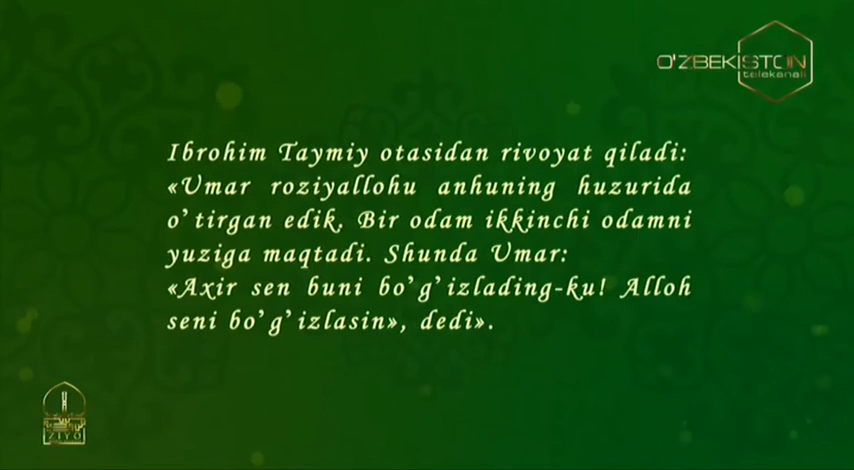 O'ZBEKISTON
telekanali
Ibrohim Taymiy otasidan rivoyat qiladi:
«Umar roziyallohu anhuning huzurida
o’tirgan edik. Bir odam ikkinchi odamni
yuziga maqtadi. Shunda Umar:
«Axir sen buni bo’g’izlading-ku! Alloh
seni bo’g’izlasin», dedi».
ZIYO